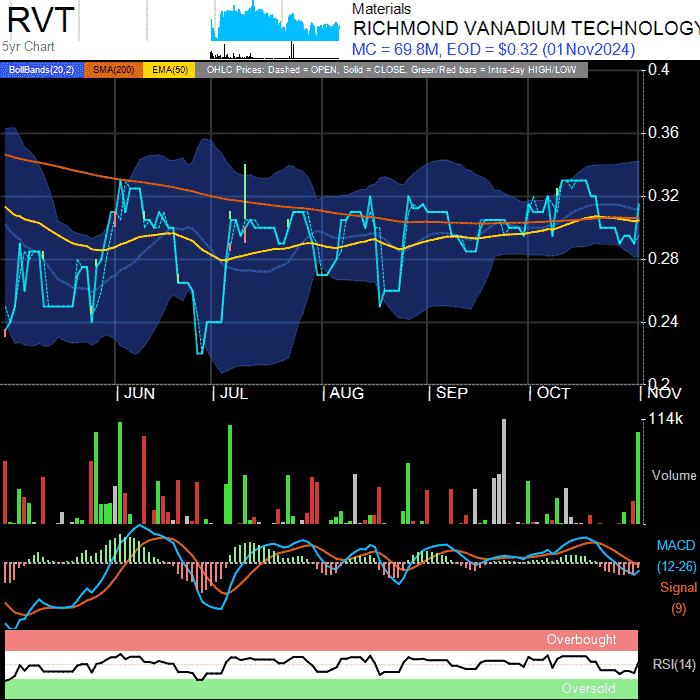 RVT
5yr Chart
Materials
RICHMOND VANADIUM TECHNOLOGY
MC = 69.8M, EOD = $0.32 (01Nov2024)
BollBands(20,2) SMA(200) EMA(50) OHLC Prices: Dashed = OPEN, Solid = CLOSE, Green/Red bars = Intra-day HIGH/LOW
0.4
0.36
0.32
0.28
0.24
0.2
JUN JUL AUG SEP OCT NOV
114k
Volume
MACD
(12-26)
Signal
(9)
Overbought
RSI(14)
Oversold